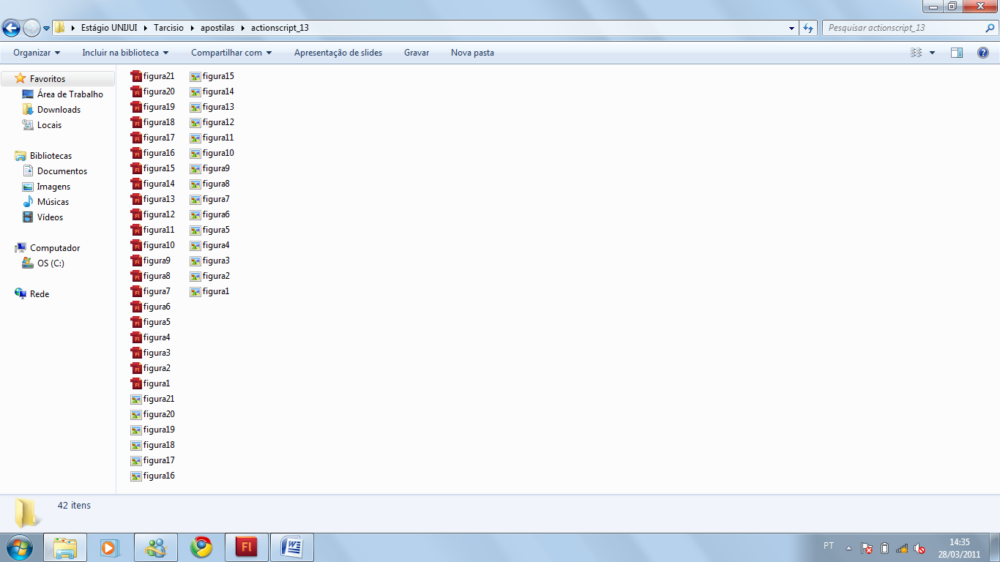 Estágio UNIJUI Tarcisio apostilas actionscript_13
Pesquisar actionscript_13
Organizar Incluir na biblioteca Compartilhar com Apresentação de slides Gravar Nova pasta
Favoritos
Área de Trabalho
Downloads
Locais
Bibliotecas
Documentos
Imagens
Músicas
Vídeos
Computador
OS (C:)
Rede
figura21
figura20
figura19
figura18
figura17
figura16
figura15
figura14
figura13
figura12
figura11
figura10
figura9
figura8
figura7
figura6
figura5
figura4
figura3
figura2
figura1
figura21
figura20
figura19
figura18
figura17
figura16
figura15
figura14
figura13
figura12
figura11
figura10
figura9
figura8
figura7
figura6
figura5
figura4
figura3
figura2
figura1
42 itens
Fl
PT
14:35
28/03/2011